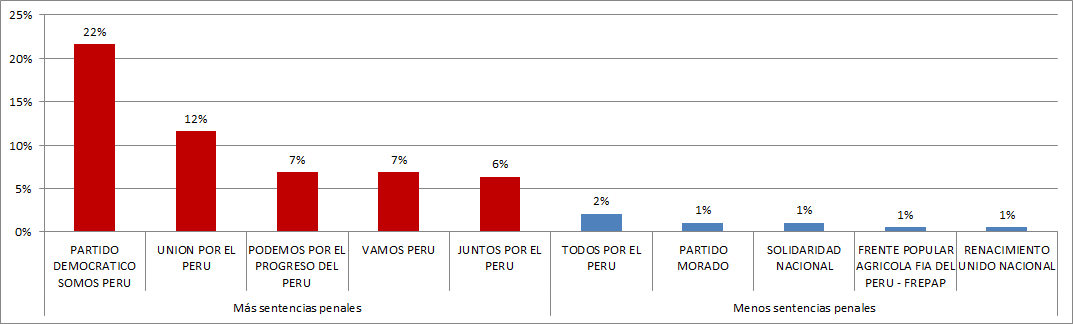 25%
20%
15%
10%
5%
0%
22%
12%
7%
7%
6%
2%
1%
1%
1%
1%
PARTIDO
DEMOCRATICO
SOMOS PERU
UNION POR EL
PERU
PODEMOS POR EL
PROGRESO DEL
PERU
VAMOS PERU
JUNTOS POR EL
PERU
TODOS POR EL
PERU
PARTIDO
MORADO
SOLIDARIDAD
NACIONAL
FRENTE POPULAR
AGRICOLA FIA DEL
PERU - FREPAP
RENACIMIENTO
UNIDO NACIONAL
Más sentencias penales
Menos sentencias penales